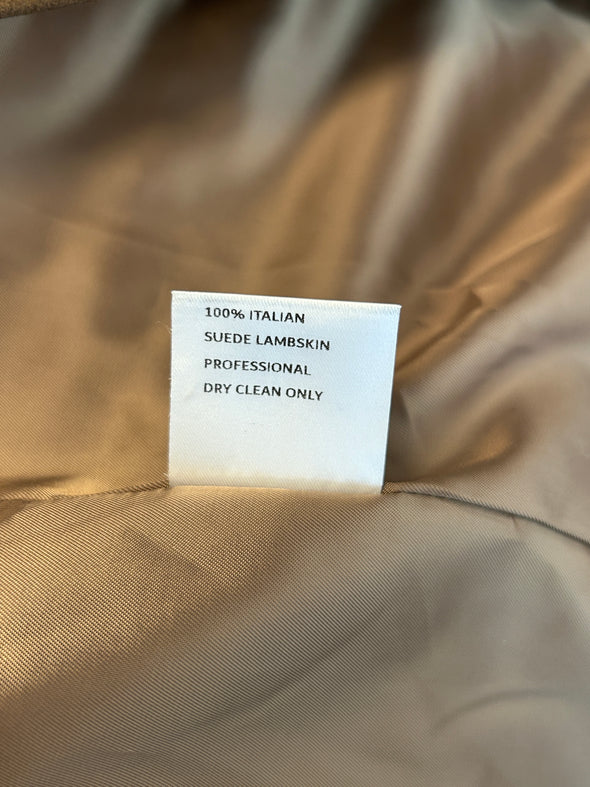 100% ITALIAN
SUEDE LAMBSKIN
PROFESSIONAL
DRY CLEAN ONLY